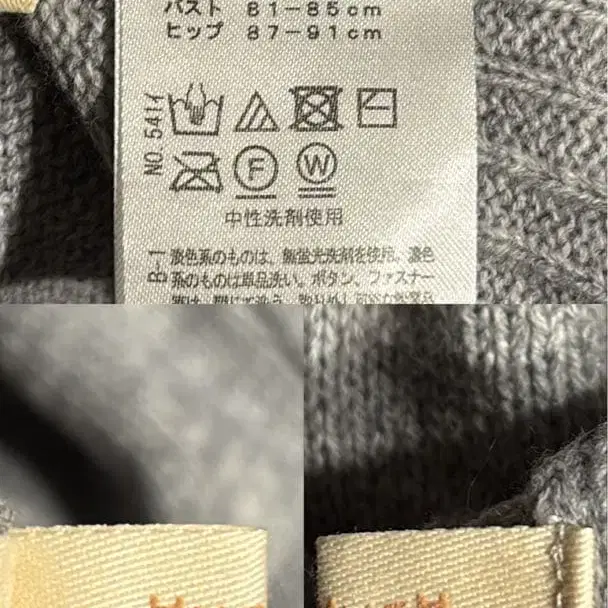 バスト 81-85cm
ヒップ 87-91cm
NO.541
F
W
中性洗剤使用
B-1
淡色系のものは、無蛍光洗剤を使用。濃色
系のものは単品洗い。ボタン、ファスナー